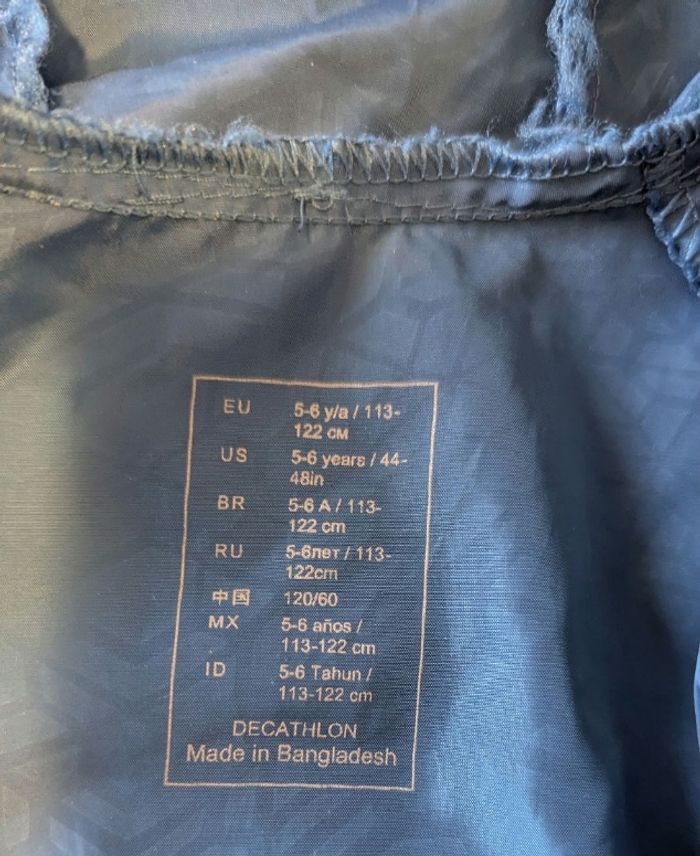 EU 5-6 y/a / 113-
122 см
US 5-6 years / 44-
48in
BR 5-6 A / 113-
122 cm
RU 5-6лет / 113-
122cm
中国 120/60
MX 5-6 años /
113-122 cm
ID 5-6 Tahun /
113-122 cm
DECATHLON
Made in Bangladesh